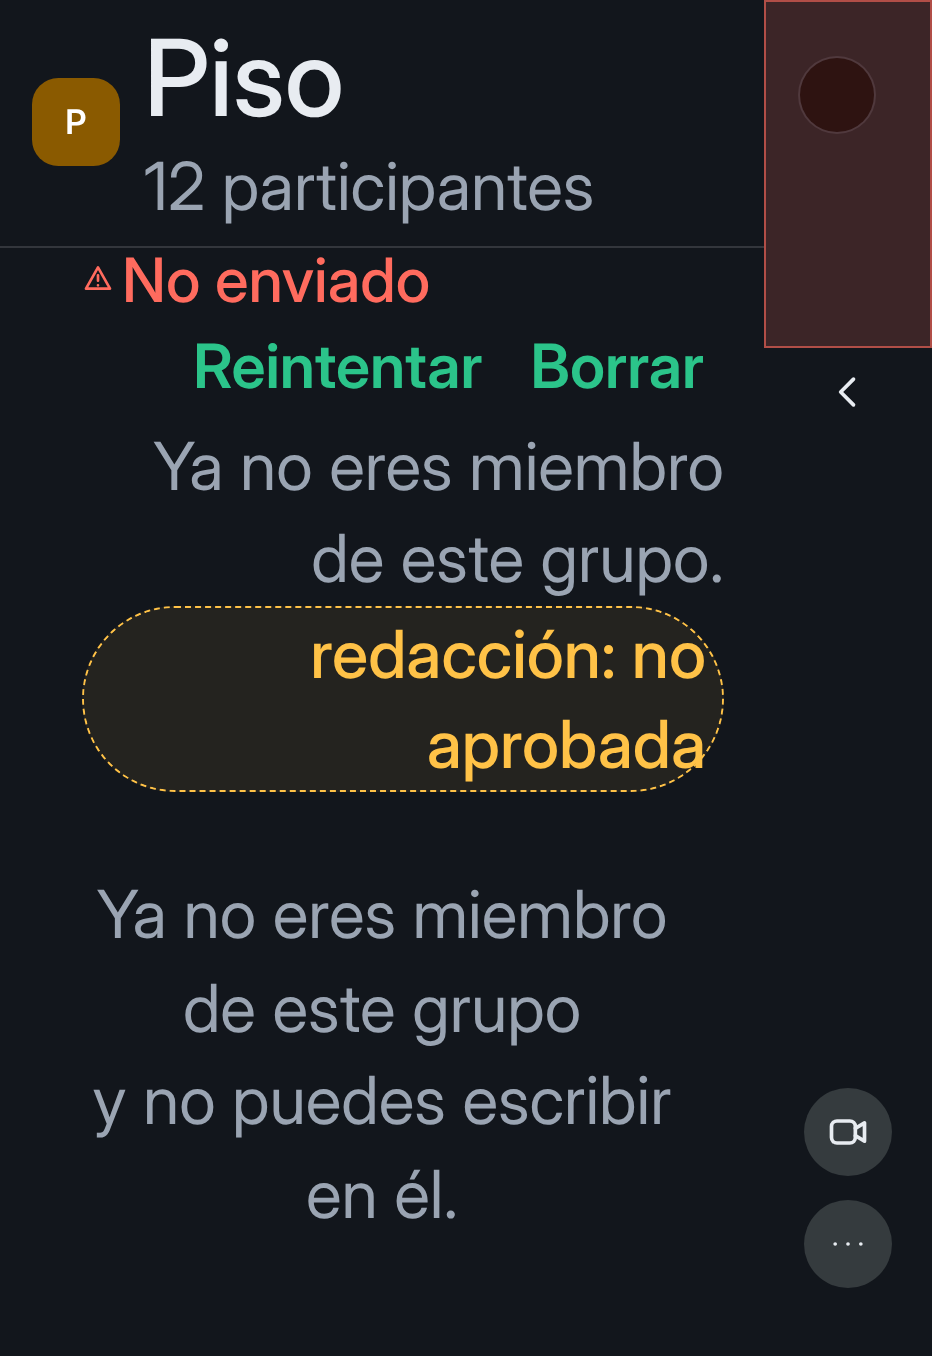 P
Piso
12 participantes
No enviado
Reintentar Borrar
Ya no eres miembro
de este grupo.
redacción: no
aprobada
Ya no eres miembro
de este grupo
y no puedes escribir
en él.